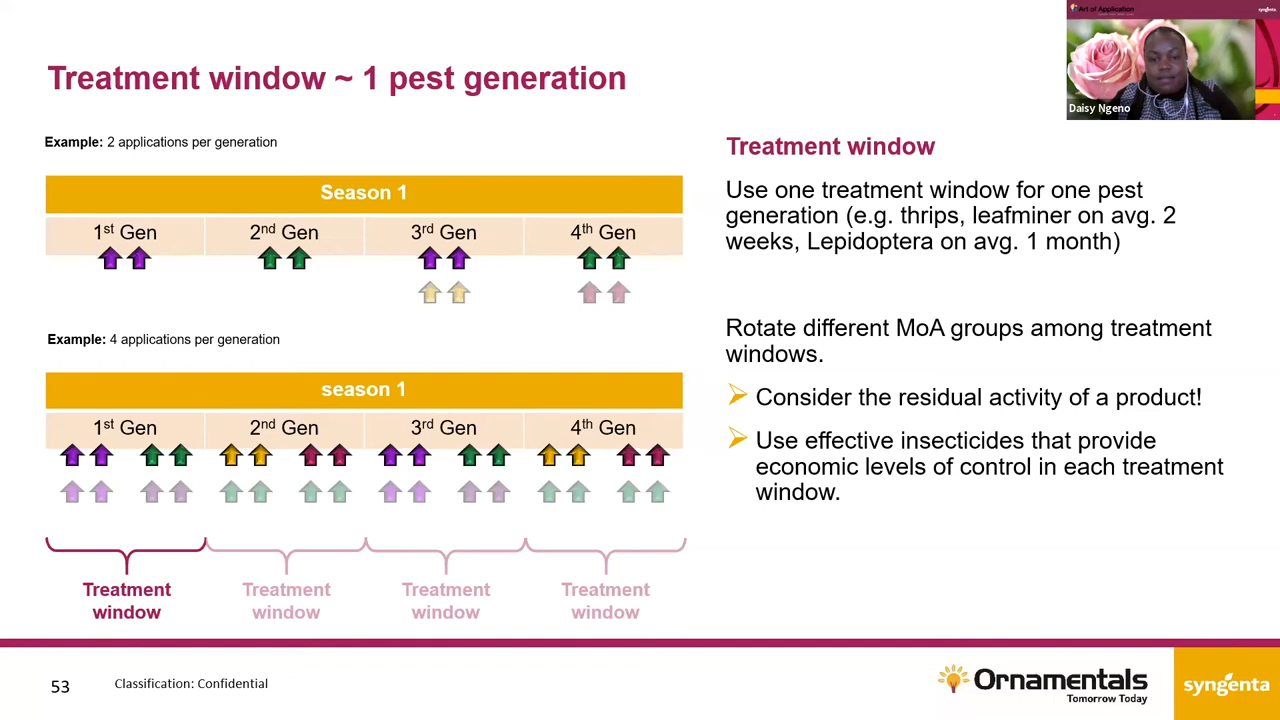 Art of Application
syngenta
Daisy Ngeno
Treatment window ~ 1 pest generation
Example: 2 applications per generation
Season 1
1st Gen
2nd Gen
3rd Gen
4th Gen
Example: 4 applications per generation
season 1
1st Gen
2nd Gen
3rd Gen
4th Gen
Treatment
window
Treatment
window
Treatment
window
Treatment
window
Treatment window
Use one treatment window for one pest
generation (e.g. thrips, leafminer on avg. 2
weeks, Lepidoptera on avg. 1 month)
Rotate different MoA groups among treatment
windows.
Consider the residual activity of a product!
Use effective insecticides that provide
economic levels of control in each treatment
window.
53
Classification: Confidential
Ornamentals
Tomorrow Today
syngenta